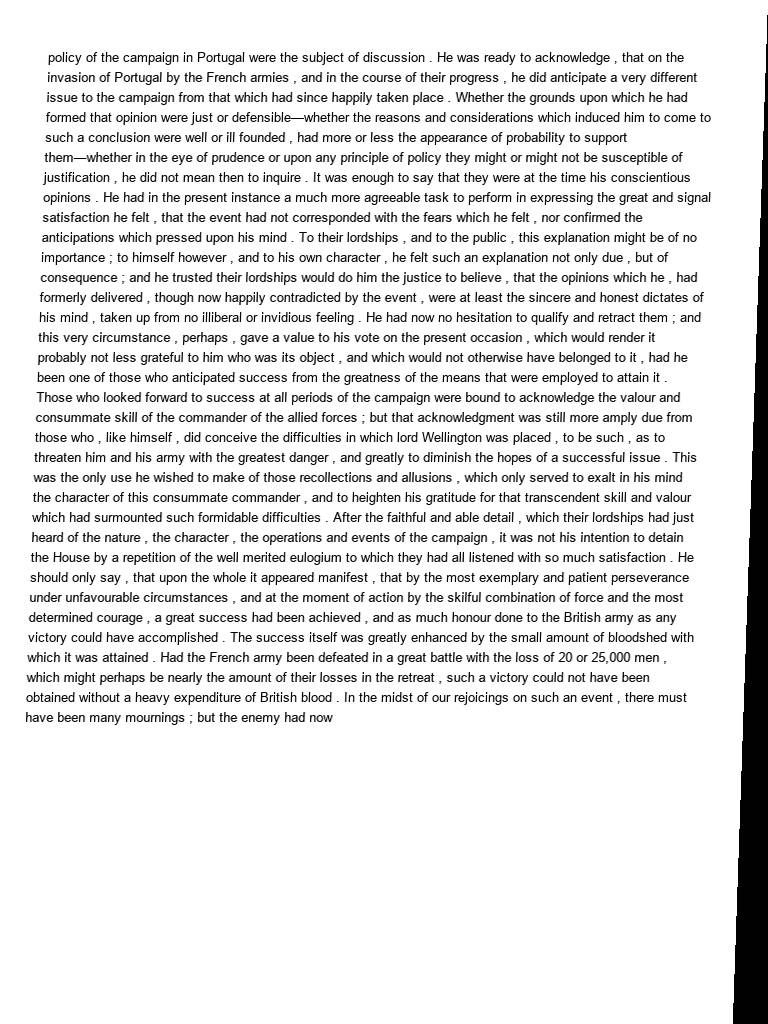 policy of the campaign in Portugal were the subject of discussion . He was ready to acknowledge , that on the
invasion of Portugal by the French armies , and in the course of their progress , he did anticipate a very different
issue to the campaign from that which had since happily taken place . Whether the grounds upon which he had
formed that opinion were just or defensible—whether the reasons and considerations which induced him to come to
such a conclusion were well or ill founded , had more or less the appearance of probability to support
them—whether in the eye of prudence or upon any principle of policy they might or might not be susceptible of
justification , he did not mean then to inquire . It was enough to say that they were at the time his conscientious
opinions . He had in the present instance a much more agreeable task to perform in expressing the great and signal
satisfaction he felt , that the event had not corresponded with the fears which he felt , nor confirmed the
anticipations which pressed upon his mind . To their lordships , and to the public , this explanation might be of no
importance ; to himself however , and to his own character , he felt such an explanation not only due , but of
consequence ; and he trusted their lordships would do him the justice to believe , that the opinions which he , had
formerly delivered , though now happily contradicted by the event , were at least the sincere and honest dictates of
his mind , taken up from no illiberal or invidious feeling . He had now no hesitation to qualify and retract them ; and
this very circumstance , perhaps , gave a value to his vote on the present occasion , which would render it
probably not less grateful to him who was its object , and which would not otherwise have belonged to it , had he
been one of those who anticipated success from the greatness of the means that were employed to attain it .
Those who looked forward to success at all periods of the campaign were bound to acknowledge the valour and
consummate skill of the commander of the allied forces ; but that acknowledgment was still more amply due from
those who , like himself , did conceive the difficulties in which lord Wellington was placed , to be such , as to
threaten him and his army with the greatest danger , and greatly to diminish the hopes of a successful issue . This
was the only use he wished to make of those recollections and allusions , which only served to exalt in his mind
the character of this consummate commander , and to heighten his gratitude for that transcendent skill and valour
which had surmounted such formidable difficulties . After the faithful and able detail , which their lordships had just
heard of the nature , the character , the operations and events of the campaign , it was not his intention to detain
the House by a repetition of the well merited eulogium to which they had all listened with so much satisfaction . He
should only say , that upon the whole it appeared manifest , that by the most exemplary and patient perseverance
under unfavourable circumstances , and at the moment of action by the skilful combination of force and the most
determined courage , a great success had been achieved , and as much honour done to the British army as any
victory could have accomplished . The success itself was greatly enhanced by the small amount of bloodshed with
which it was attained . Had the French army been defeated in a great battle with the loss of 20 or 25,000 men ,
which might perhaps be nearly the amount of their losses in the retreat , such a victory could not have been
obtained without a heavy expenditure of British blood . In the midst of our rejoicings on such an event , there must
have been many mournings ; but the enemy had now